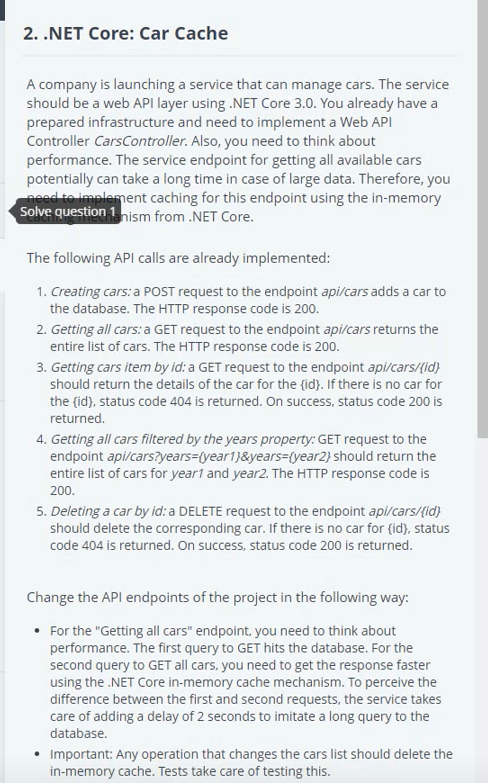 2. .NET Core: Car Cache
A company is launching a service that can manage cars. The service
should be a web API layer using .NET Core 3.0. You already have a
prepared infrastructure and need to implement a Web API
Controller CarsController. Also, you need to think about
performance. The service endpoint for getting all available cars
potentially can take a long time in case of large data. Therefore, you
need to implement caching for this endpoint using the in-memory
Solve question 1
nism from .NET Core.
The following API calls are already implemented:
1. Creating cars: a POST request to the endpoint api/cars adds a car to
the database. The HTTP response code is 200.
2. Getting all cars: a GET request to the endpoint api/cars returns the
entire list of cars. The HTTP response code is 200.
3. Getting cars item by id: a GET request to the endpoint api/cars/{id}
should return the details of the car for the {id}. If there is no car for
the {id}, status code 404 is returned. On success, status code 200 is
returned.
4. Getting all cars filtered by the years property: GET request to the
endpoint api/cars?years={year1}&years={year2} should return the
entire list of cars for year1 and year2. The HTTP response code is
200.
5. Deleting a car by id: a DELETE request to the endpoint api/cars/{id}
should delete the corresponding car. If there is no car for {id}, status
code 404 is returned. On success, status code 200 is returned.
Change the API endpoints of the project in the following way:
• For the "Getting all cars" endpoint, you need to think about
performance. The first query to GET hits the database. For the
second query to GET all cars, you need to get the response faster
using the .NET Core in-memory cache mechanism. To perceive the
difference between the first and second requests, the service takes
care of adding a delay of 2 seconds to imitate a long query to the
database.
• Important: Any operation that changes the cars list should delete the
in-memory cache. Tests take care of testing this.